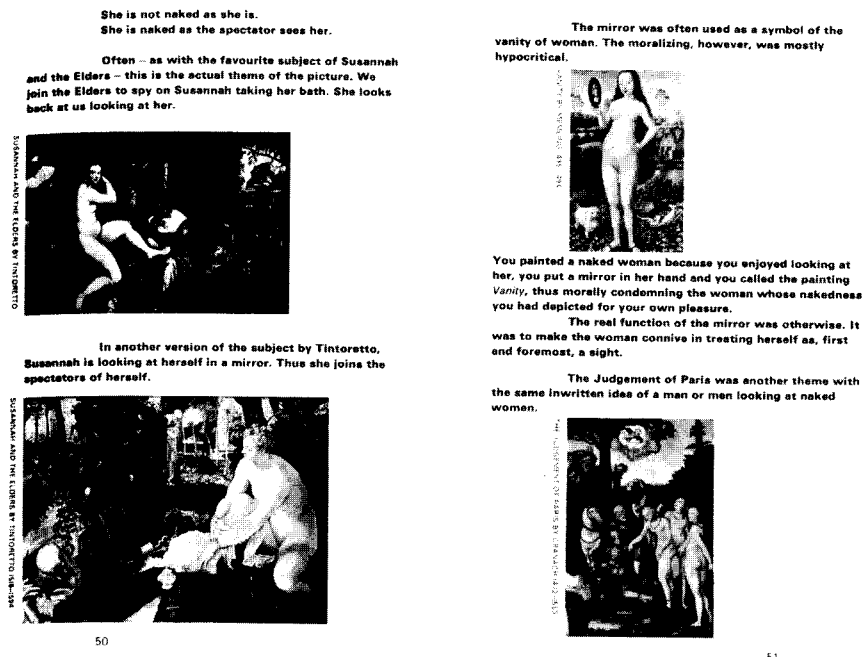 She is not naked as she is.
She is naked as the spectator sees her.
Often – as with the favourite subject of Susannah
and the Elders – this is the actual theme of the picture. We
join the Elders to spy on Susannah taking her bath. She looks
back at us looking at her.
SUSANNAH AND THE ELDERS BY TINTORETTO
In another version of the subject by Tintoretto,
Susannah is looking at herself in a mirror. Thus she joins the
spectators of herself.
SUSANNAH AND THE ELDERS BY TINTORETTO 1518–1594
50
The mirror was often used as a symbol of the
vanity of woman. The moralizing, however, was mostly
hypocritical.
You painted a naked woman because you enjoyed looking at
her, you put a mirror in her hand and you called the painting
Vanity, thus morally condemning the woman whose nakedness
you had depicted for your own pleasure.
The real function of the mirror was otherwise. It
was to make the woman connive in treating herself as, first
and foremost, a sight.
The Judgement of Paris was another theme with
the same inwritten idea of a man or men looking at naked
women.
THE JUDGEMENT OF PARIS BY CRANACH
51